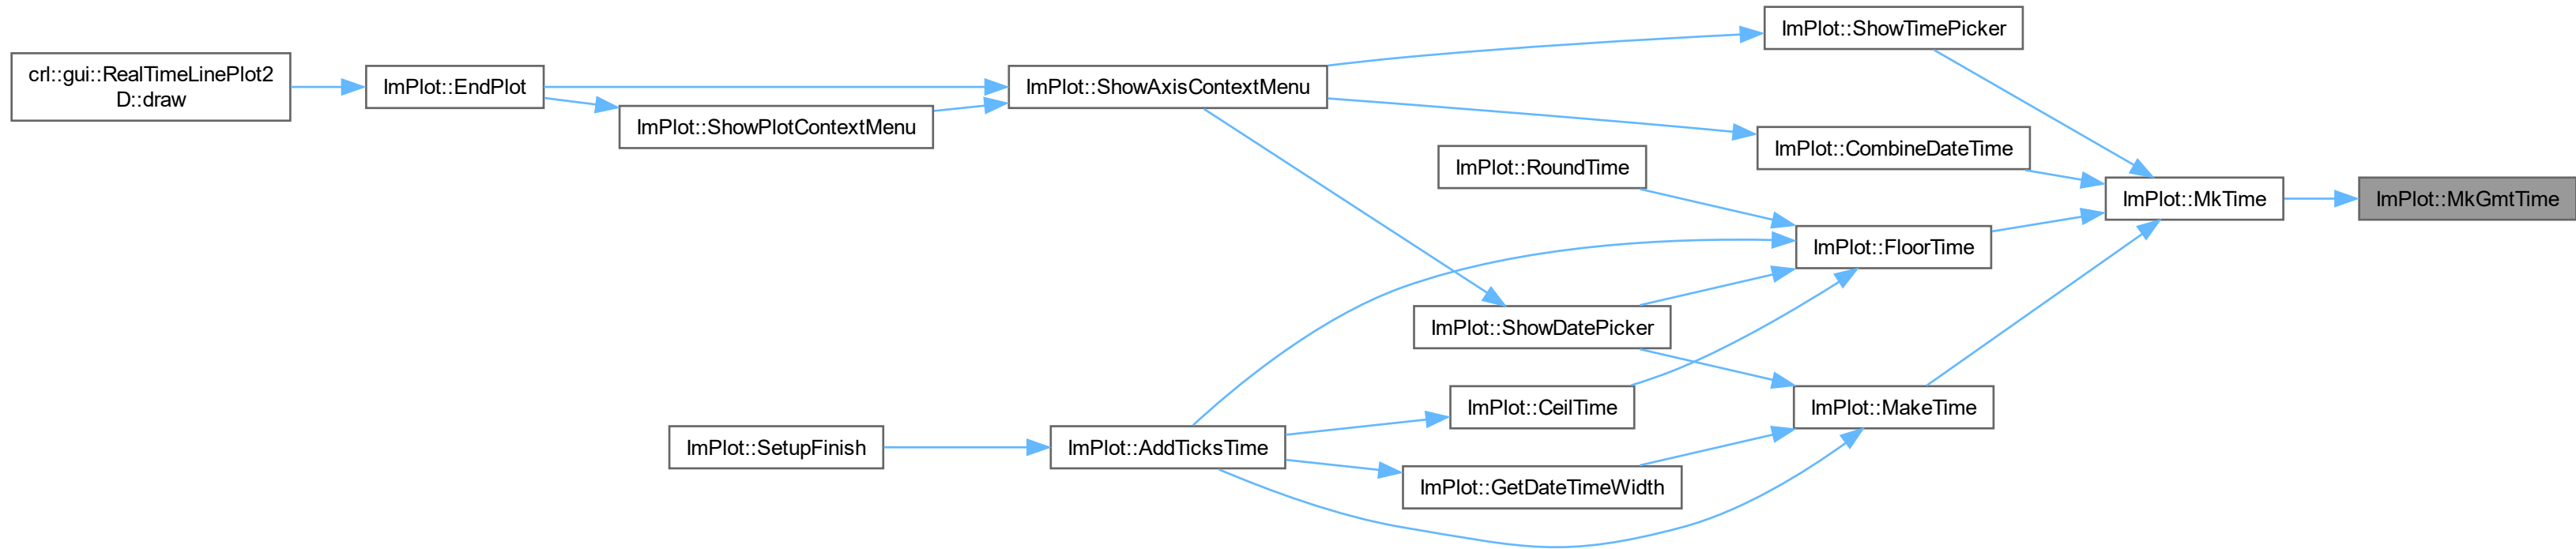 crl::gui::RealTimeLinePlot2
D::draw
ImPlot::EndPlot
ImPlot::ShowPlotContextMenu
ImPlot::ShowAxisContextMenu
ImPlot::ShowTimePicker
ImPlot::CombineDateTime
ImPlot::RoundTime
ImPlot::MkTime
ImPlot::MkGmtTime
ImPlot::FloorTime
ImPlot::ShowDatePicker
ImPlot::CeilTime
ImPlot::MakeTime
ImPlot::SetupFinish
ImPlot::AddTicksTime
ImPlot::GetDateTimeWidth